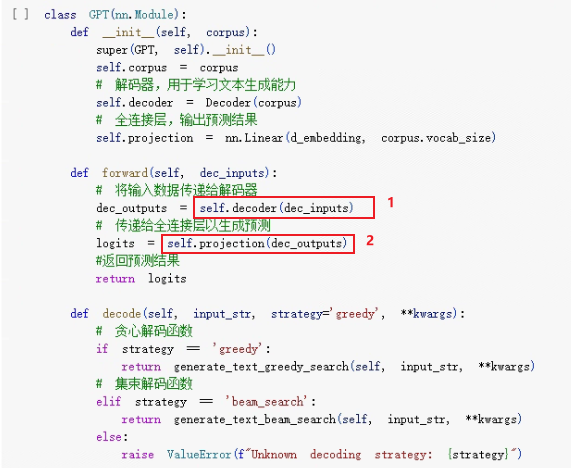 [ ] class GPT(nn.Module):
def __init__(self, corpus):
super(GPT, self).__init__()
self.corpus = corpus
# 解码器，用于学习文本生成能力
self.decoder = Decoder(corpus)
# 全连接层，输出预测结果
self.projection = nn.Linear(d_embedding, corpus.vocab_size)
def forward(self, dec_inputs):
# 将输入数据传递给解码器
dec_outputs = self.decoder(dec_inputs) 1
# 传递给全连接层以生成预测
logits = self.projection(dec_outputs) 2
#返回预测结果
return logits
def decode(self, input_str, strategy='greedy', **kwargs):
# 贪心解码函数
if strategy == 'greedy':
return generate_text_greedy_search(self, input_str, **kwargs)
# 集束解码函数
elif strategy == 'beam_search':
return generate_text_beam_search(self, input_str, **kwargs)
else:
raise ValueError(f"Unknown decoding strategy: {strategy}")